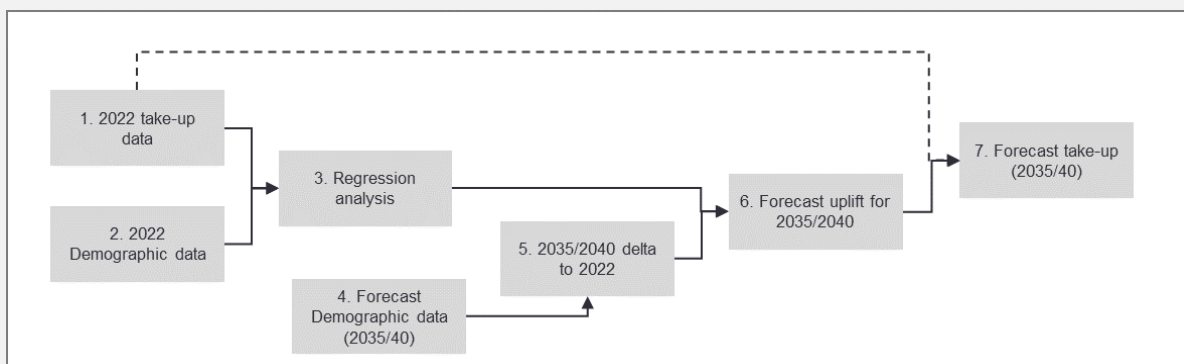 1. 2022 take-up
data
2. 2022
Demographic data
3. Regression
analysis
4. Forecast
Demographic data
(2035/40)
5. 2035/2040 delta
to 2022
6. Forecast uplift for
2035/2040
7. Forecast take-up
(2035/40)